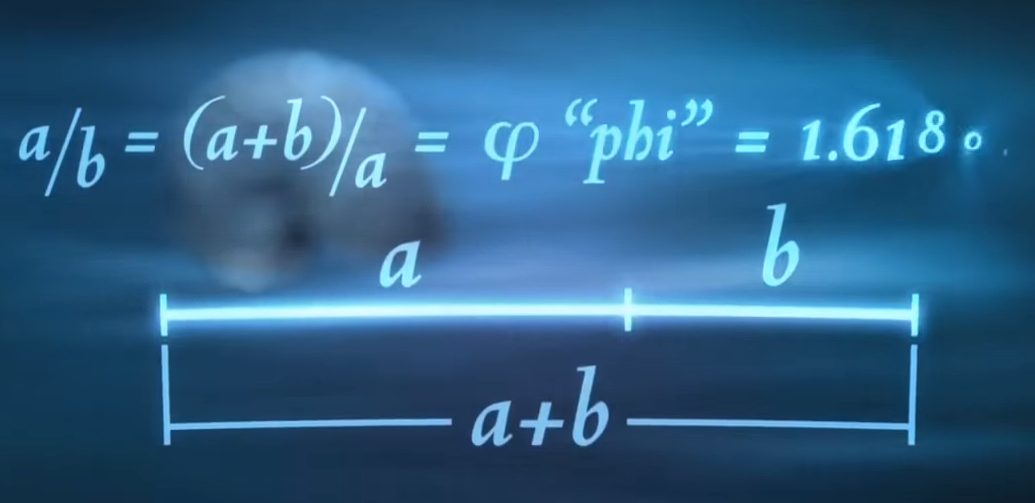 a/b = (a+b)/a = φ “phi” = 1.618
a b
a+b